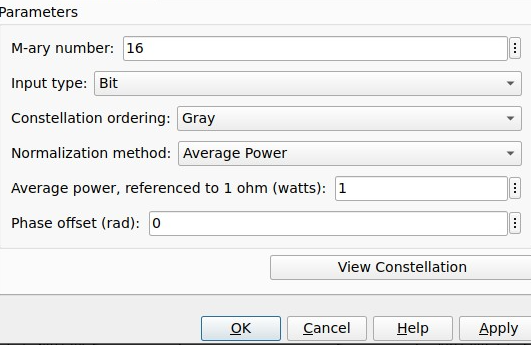 Parameters
M-ary number: 16
Input type: Bit
Constellation ordering: Gray
Normalization method: Average Power
Average power, referenced to 1 ohm (watts): 1
Phase offset (rad): 0
View Constellation
OK Cancel Help Apply